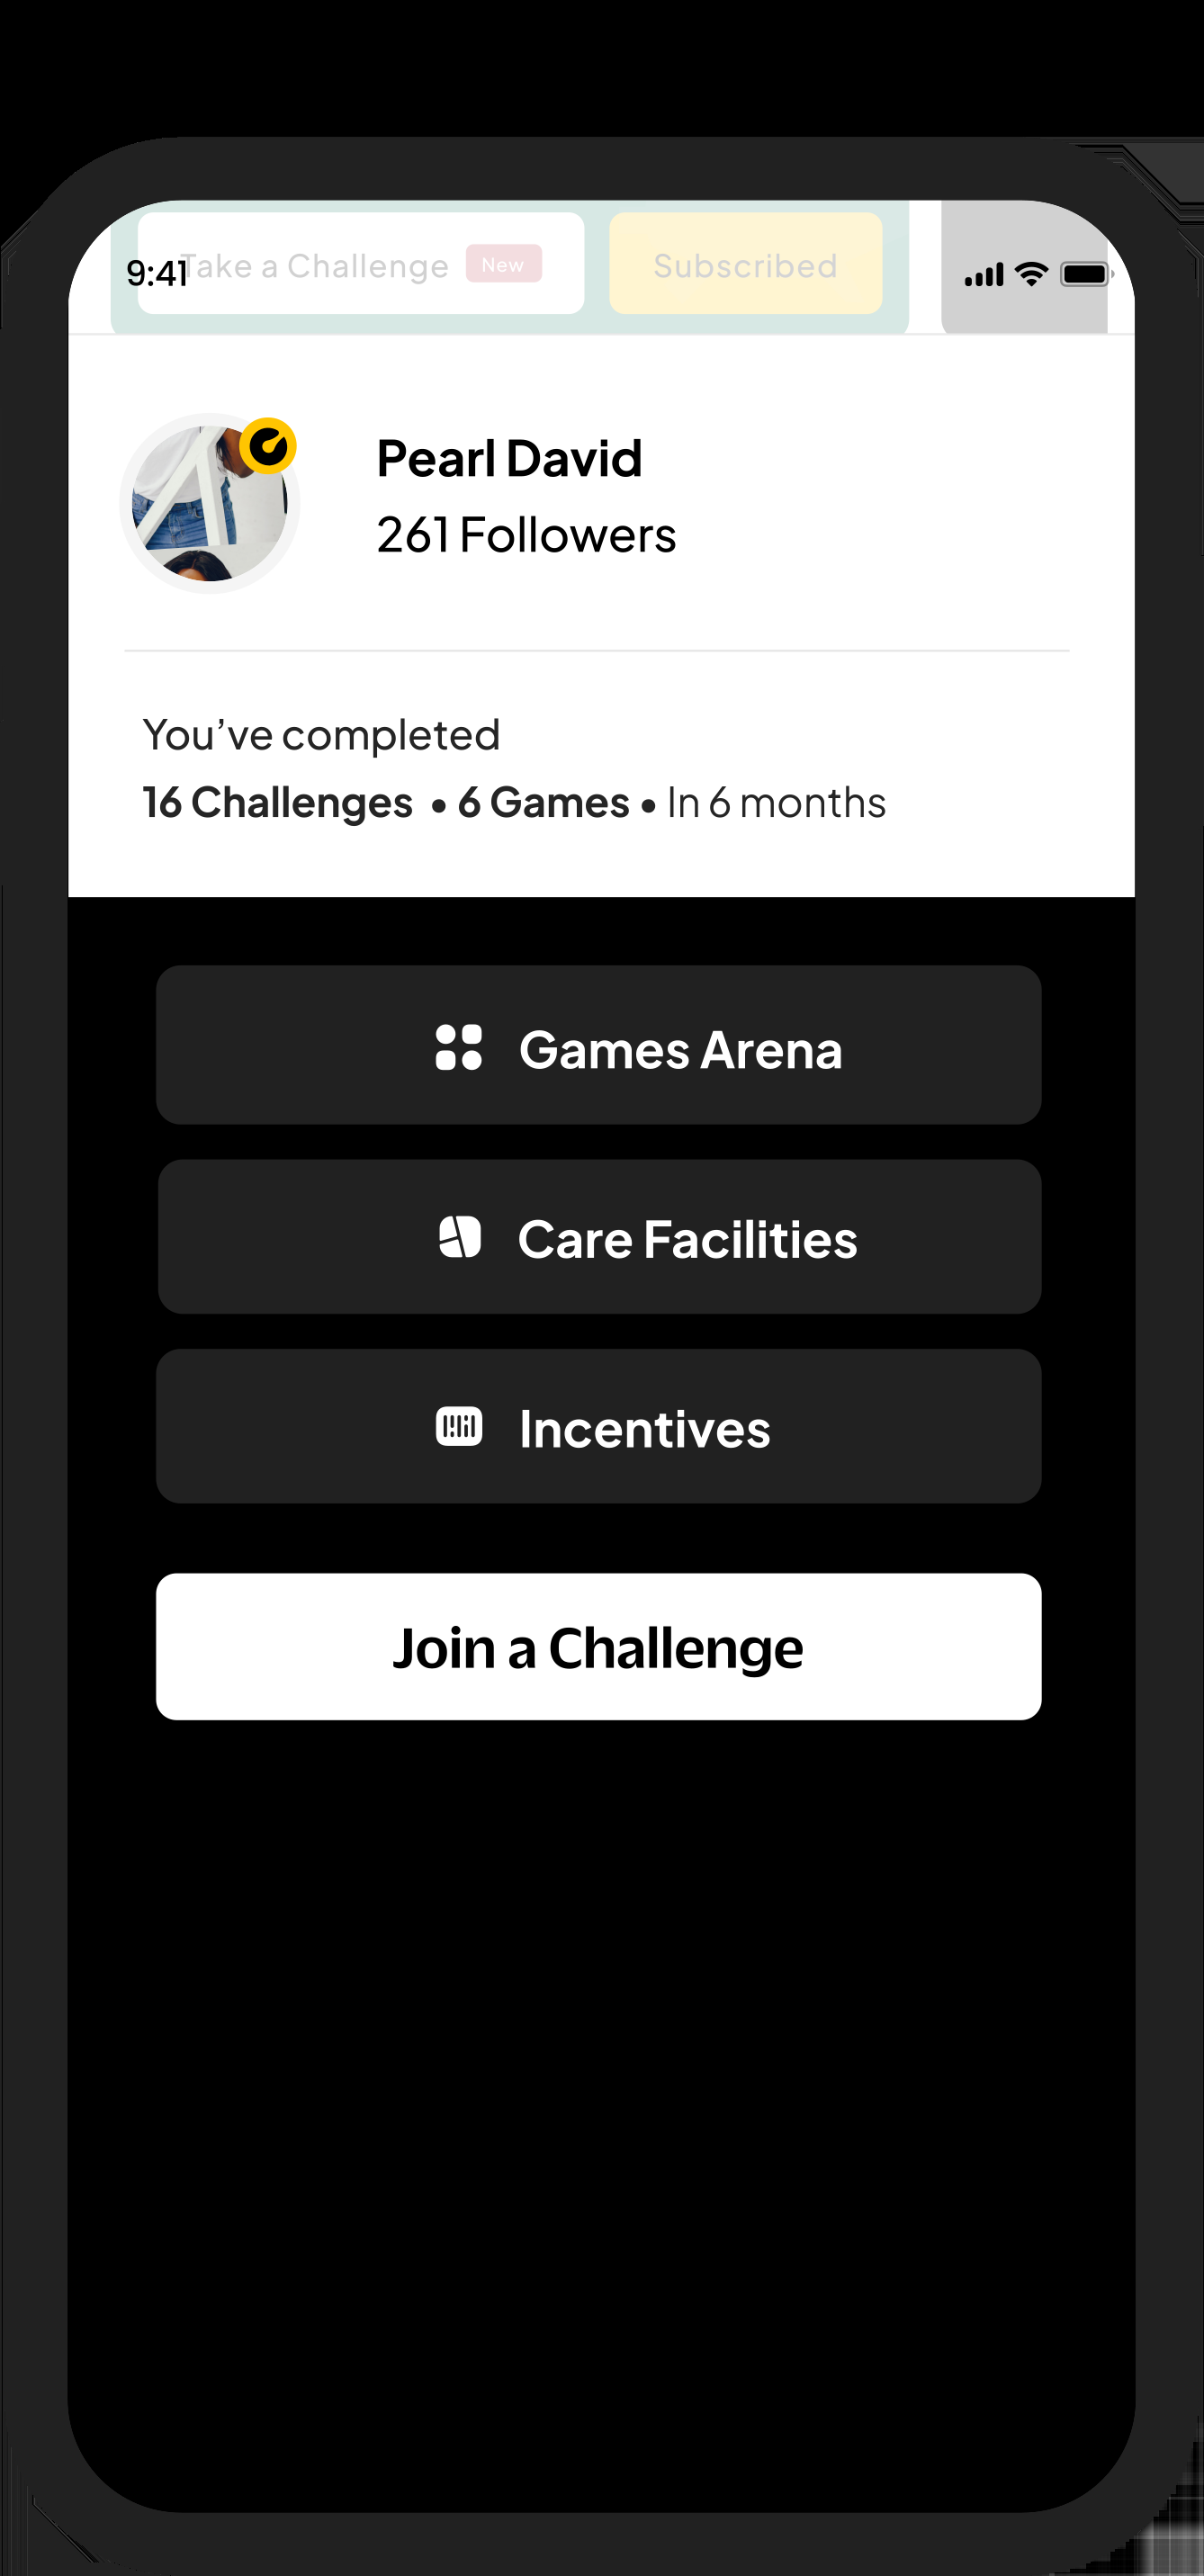 9:41
Take a Challenge New Subscribed
Pearl David
261 Followers
You’ve completed
16 Challenges • 6 Games • In 6 months
Games Arena
Care Facilities
Incentives
Join a Challenge